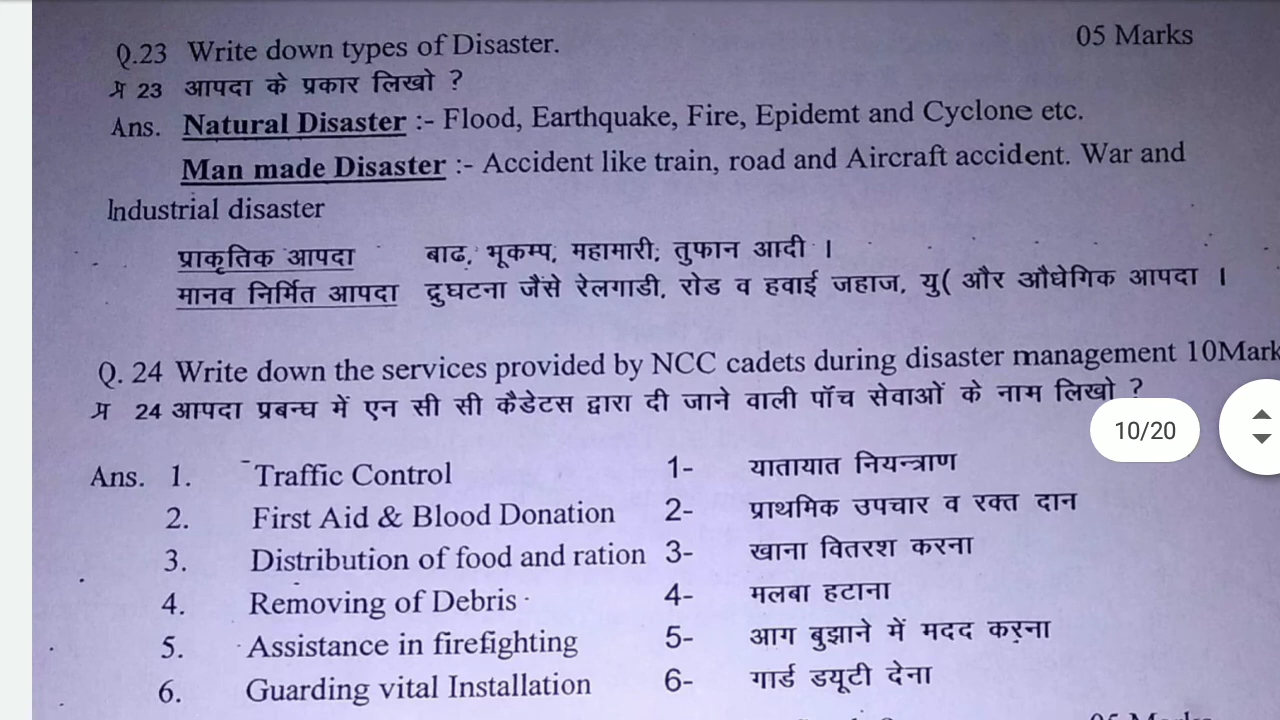 Q.23 Write down types of Disaster. 05 Marks
प्र 23 आपदा के प्रकार लिखो ?
Ans. Natural Disaster :- Flood, Earthquake, Fire, Epidemt and Cyclone etc.
Man made Disaster :- Accident like train, road and Aircraft accident. War and
Industrial disaster
प्राकृतिक आपदा बाढ, भूकम्प, महामारी, तुफान आदी ।
मानव निर्मित आपदा दुघटना जैंसे रेलगाडी, रोड व हवाई जहाज, यु( और औधेगिक आपदा ।
Q. 24 Write down the services provided by NCC cadets during disaster management 10Mark
प्र 24 आपदा प्रबन्घ में एन सी सी कैडेटस द्वारा दी जाने वाली पॉच सेवाओं के नाम लिखो ?
10/20
Ans. 1. Traffic Control 1- यातायात नियन्त्राण
2. First Aid & Blood Donation 2- प्राथमिक उपचार व रक्त दान
3. Distribution of food and ration 3- खाना वितरश करना
4. Removing of Debris 4- मलबा हटाना
5. Assistance in firefighting 5- आग बुझाने में मदद करना
6. Guarding vital Installation 6- गार्ड डयूटी देना